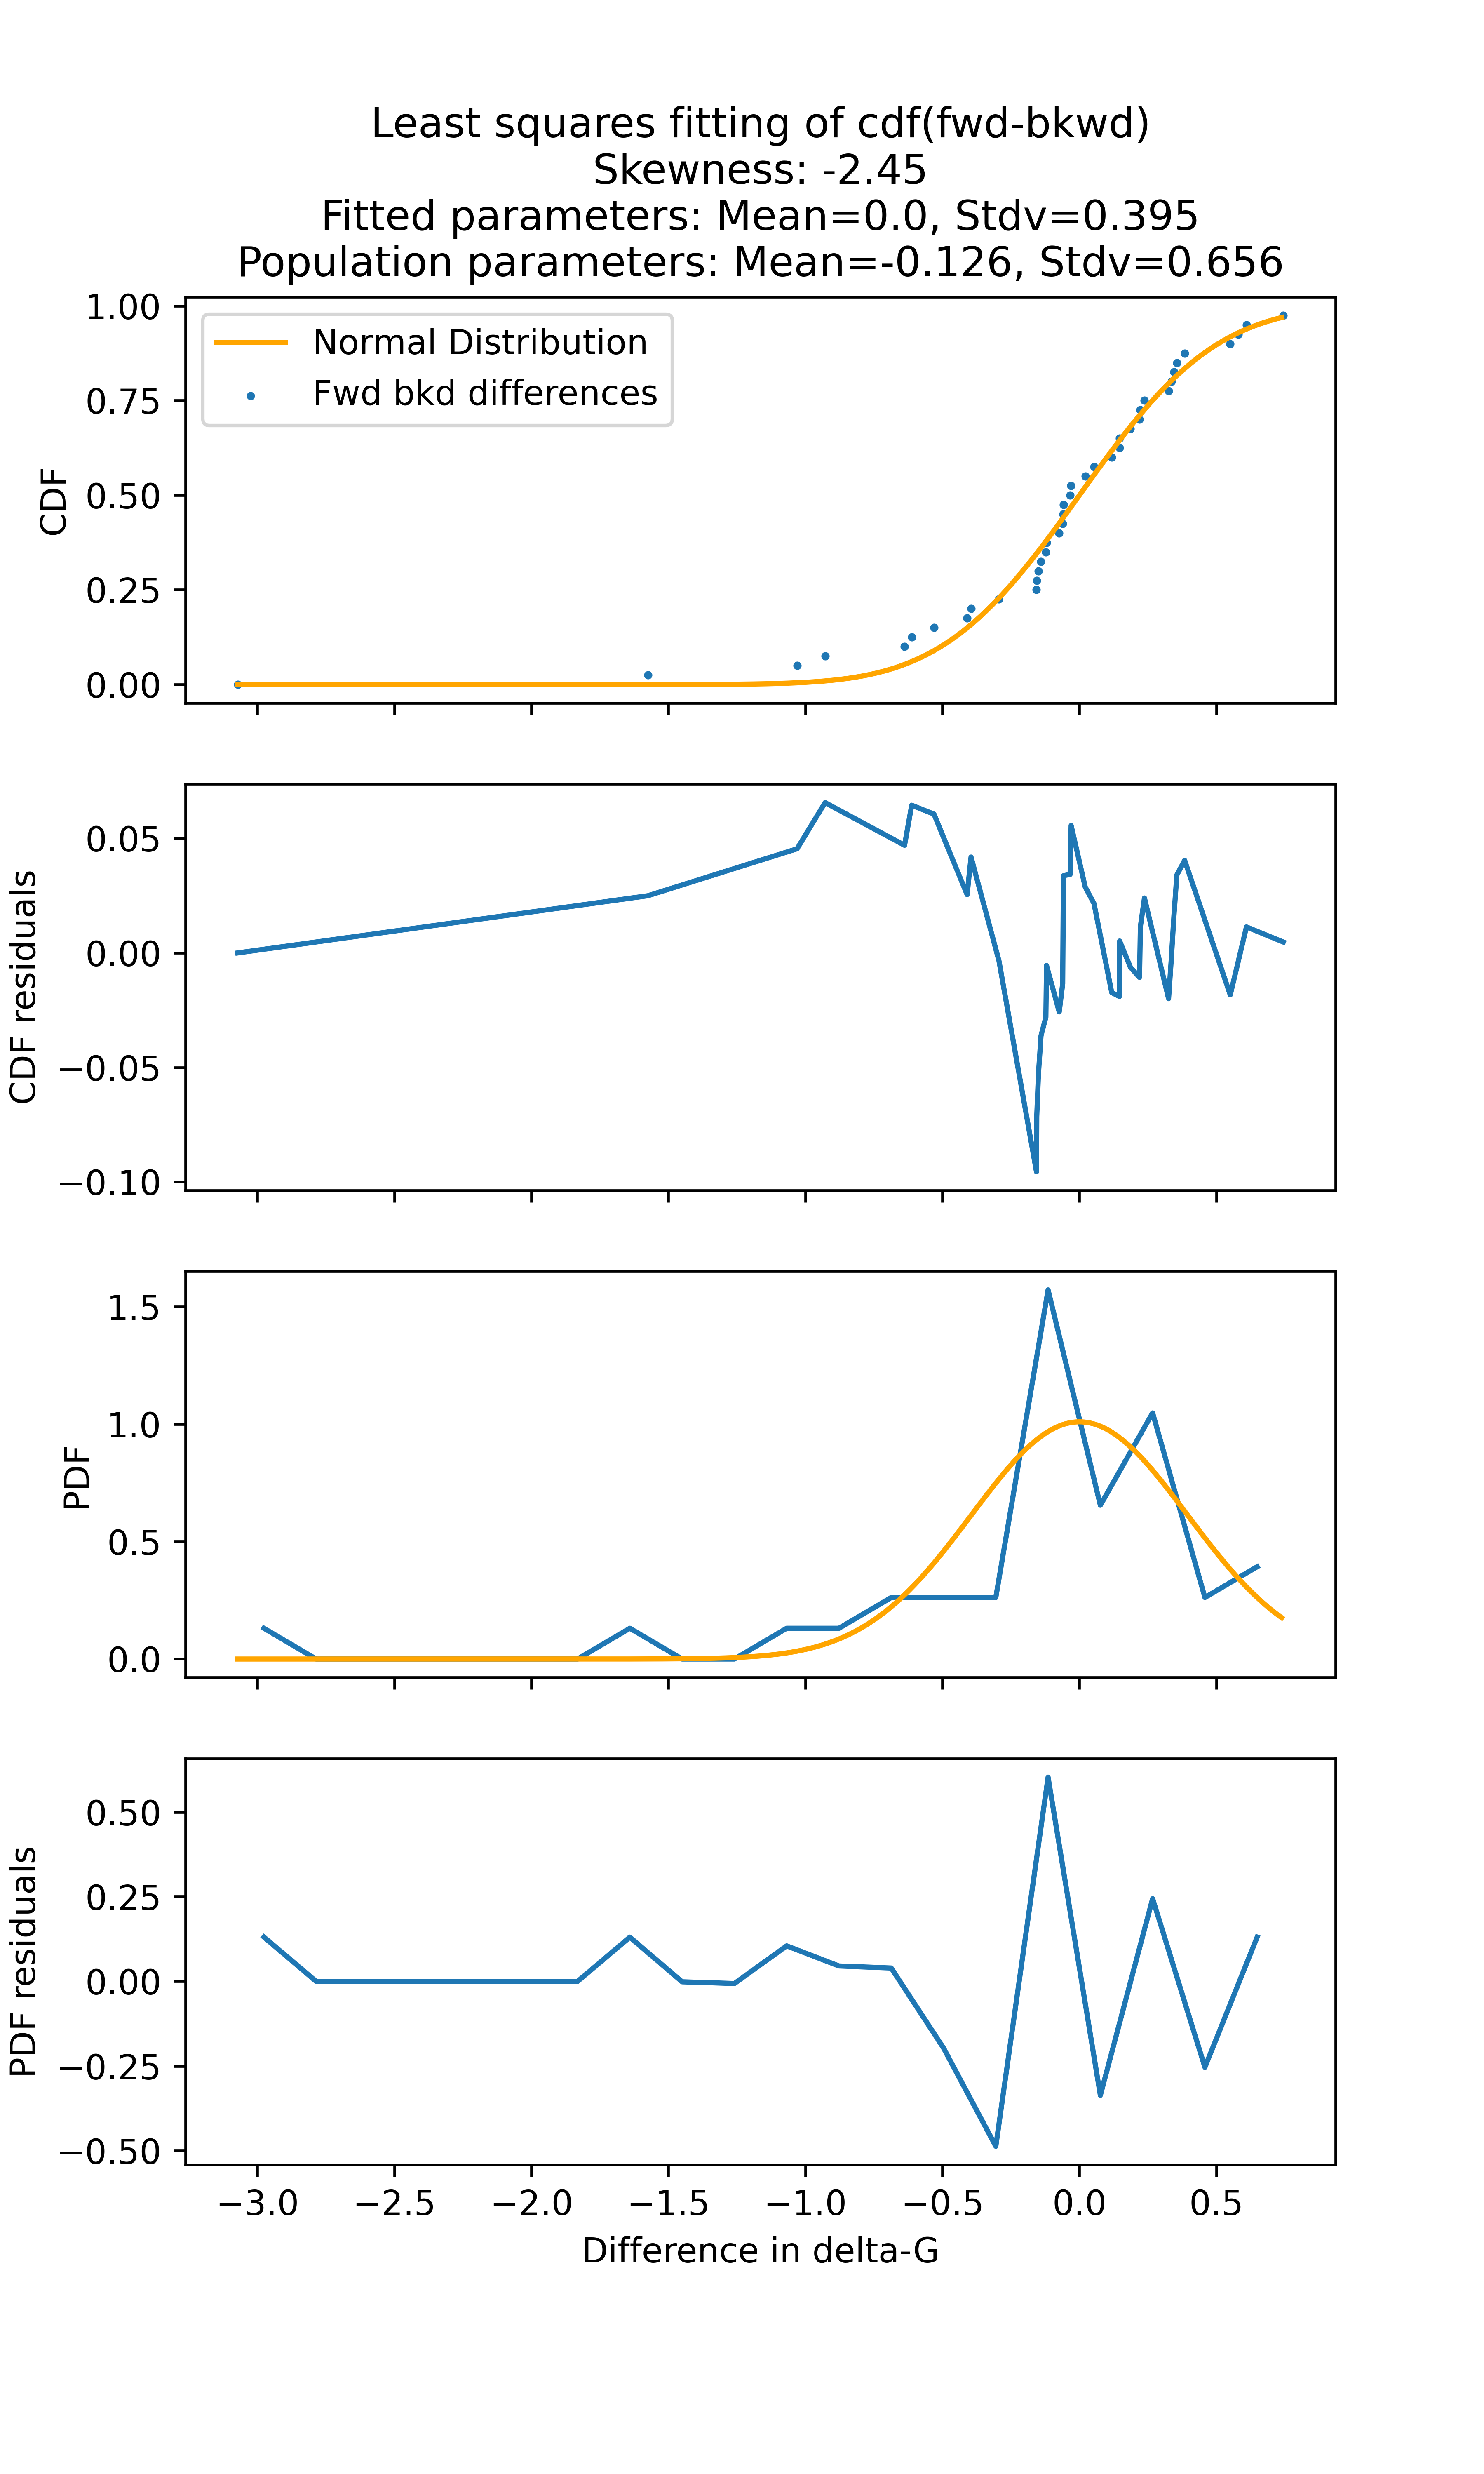 Least squares fitting of cdf(fwd-bkwd)
Skewness: -2.45
Fitted parameters: Mean=0.0, Stdv=0.395
Population parameters: Mean=-0.126, Stdv=0.656
1.00
0.75
0.50
0.25
0.00
CDF
Normal Distribution
Fwd bkd differences
0.05
0.00
−0.05
−0.10
CDF residuals
1.5
1.0
0.5
0.0
PDF
0.50
0.25
0.00
−0.25
−0.50
PDF residuals
−3.0 −2.5 −2.0 −1.5 −1.0 −0.5 0.0 0.5
Difference in delta-G